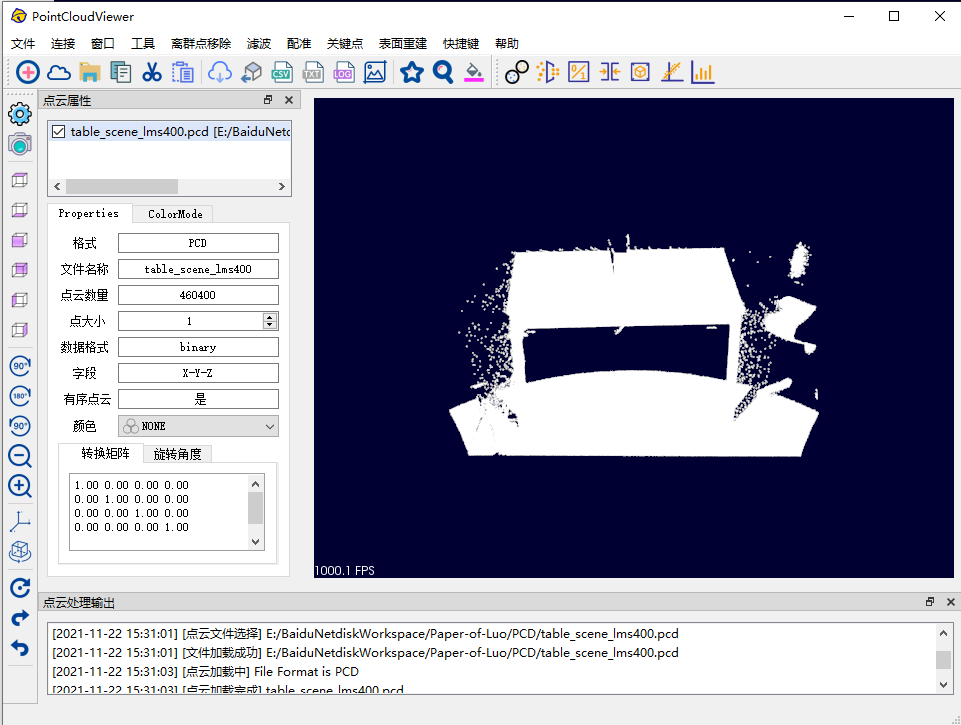 PointCloudViewer
文件 连接 窗口 工具 离群点移除 滤波 配准 关键点 表面重建 快捷键 帮助
CSV TXT LOG
点云属性
table_scene_lms400.pcd [E:/BaiduNetd
Properties ColorMode
格式 PCD
文件名称 table_scene_lms400
点云数量 460400
点大小 1
数据格式 binary
字段 X-Y-Z
有序点云 是
颜色 NONE
转换矩阵 旋转角度
1.00 0.00 0.00 0.00
0.00 1.00 0.00 0.00
0.00 0.00 1.00 0.00
0.00 0.00 0.00 1.00
90°
180°
90°
1000.1 FPS
点云处理输出
[2021-11-22 15:31:01] [点云文件选择] E:/BaiduNetdiskWorkspace/Paper-of-Luo/PCD/table_scene_lms400.pcd
[2021-11-22 15:31:01] [文件加载成功] E:/BaiduNetdiskWorkspace/Paper-of-Luo/PCD/table_scene_lms400.pcd
[2021-11-22 15:31:03] [点云加载中] File Format is PCD
[2021-11-22 15:31:03] [点云加载完成] table_scene_lms400.pcd